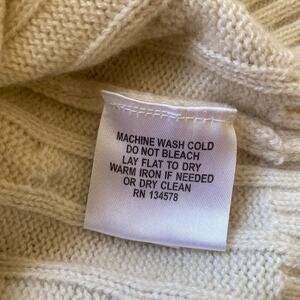 MACHINE WASH COLD
DO NOT BLEACH
LAY FLAT TO DRY
WARM IRON IF NEEDED
OR DRY CLEAN
RN 134578